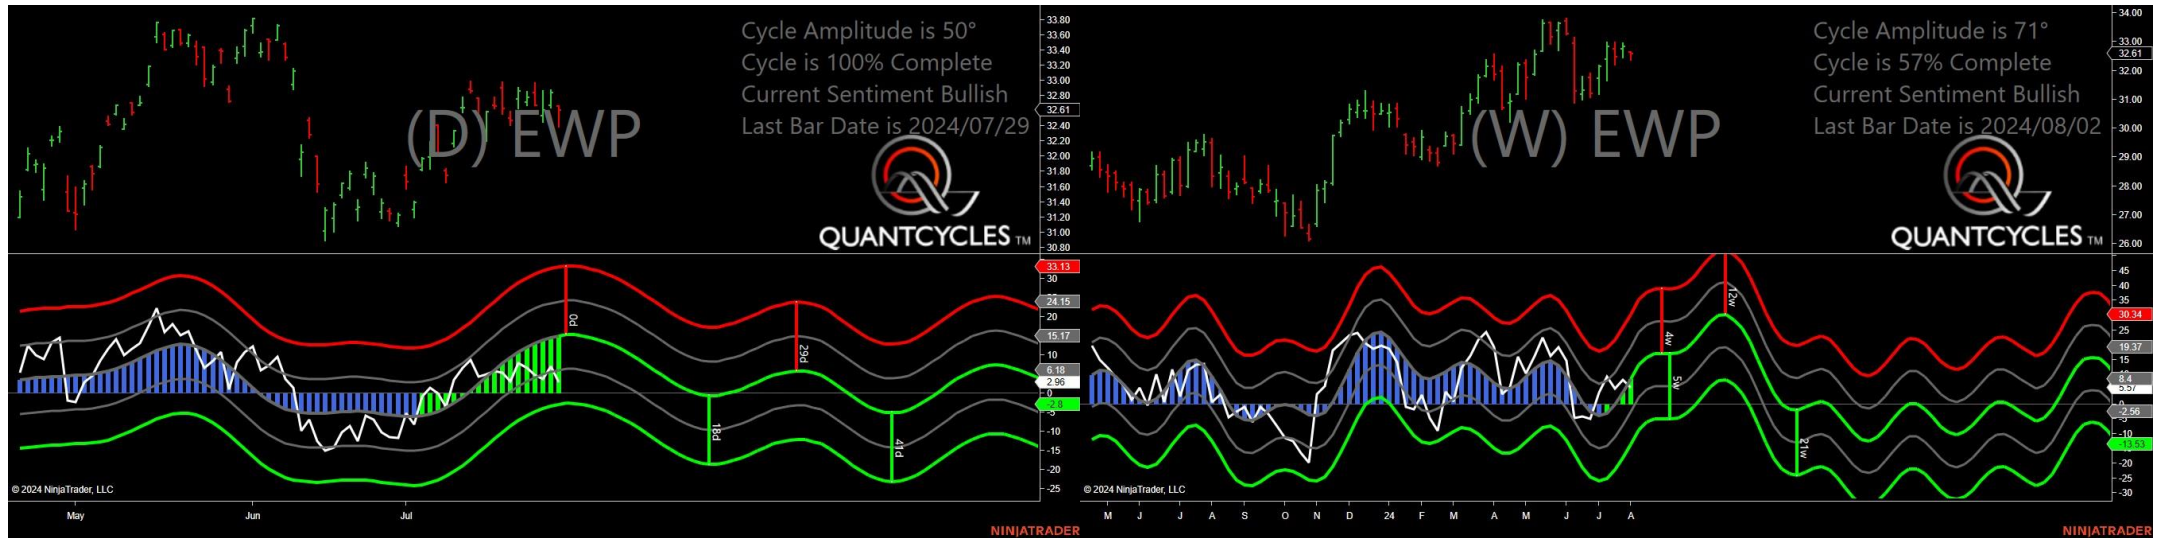 Cycle Amplitude is 50°
Cycle is 100% Complete
Current Sentiment Bullish
Last Bar Date is 2024/07/29
(D) EWP
QUANTCYCLES TM
33.80
33.60
33.40
33.20
33.00
32.80
32.61
32.40
32.20
32.00
31.80
31.60
31.40
31.20
31.00
30.80
33.13
30
24.15
20
15.17
10
6.18
2.96
0
-2.8
-5
-10
-15
-20
-25
0d
18d
29d
41d
© 2024 NinjaTrader, LLC
May
Jun
Jul
NINJATRADER
Cycle Amplitude is 71°
Cycle is 57% Complete
Current Sentiment Bullish
Last Bar Date is 2024/08/02
(W) EWP
QUANTCYCLES TM
34.00
33.00
32.61
32.00
31.00
30.00
29.00
28.00
27.00
26.00
45
40
35
30.34
25
19.37
15
8.4
5.57
0
-2.56
-5
-10
-13.53
-20
-25
-30
4w
5w
12w
21w
© 2024 NinjaTrader, LLC
M
J
J
A
S
O
N
D
24
F
M
A
M
J
J
A
NINJATRADER